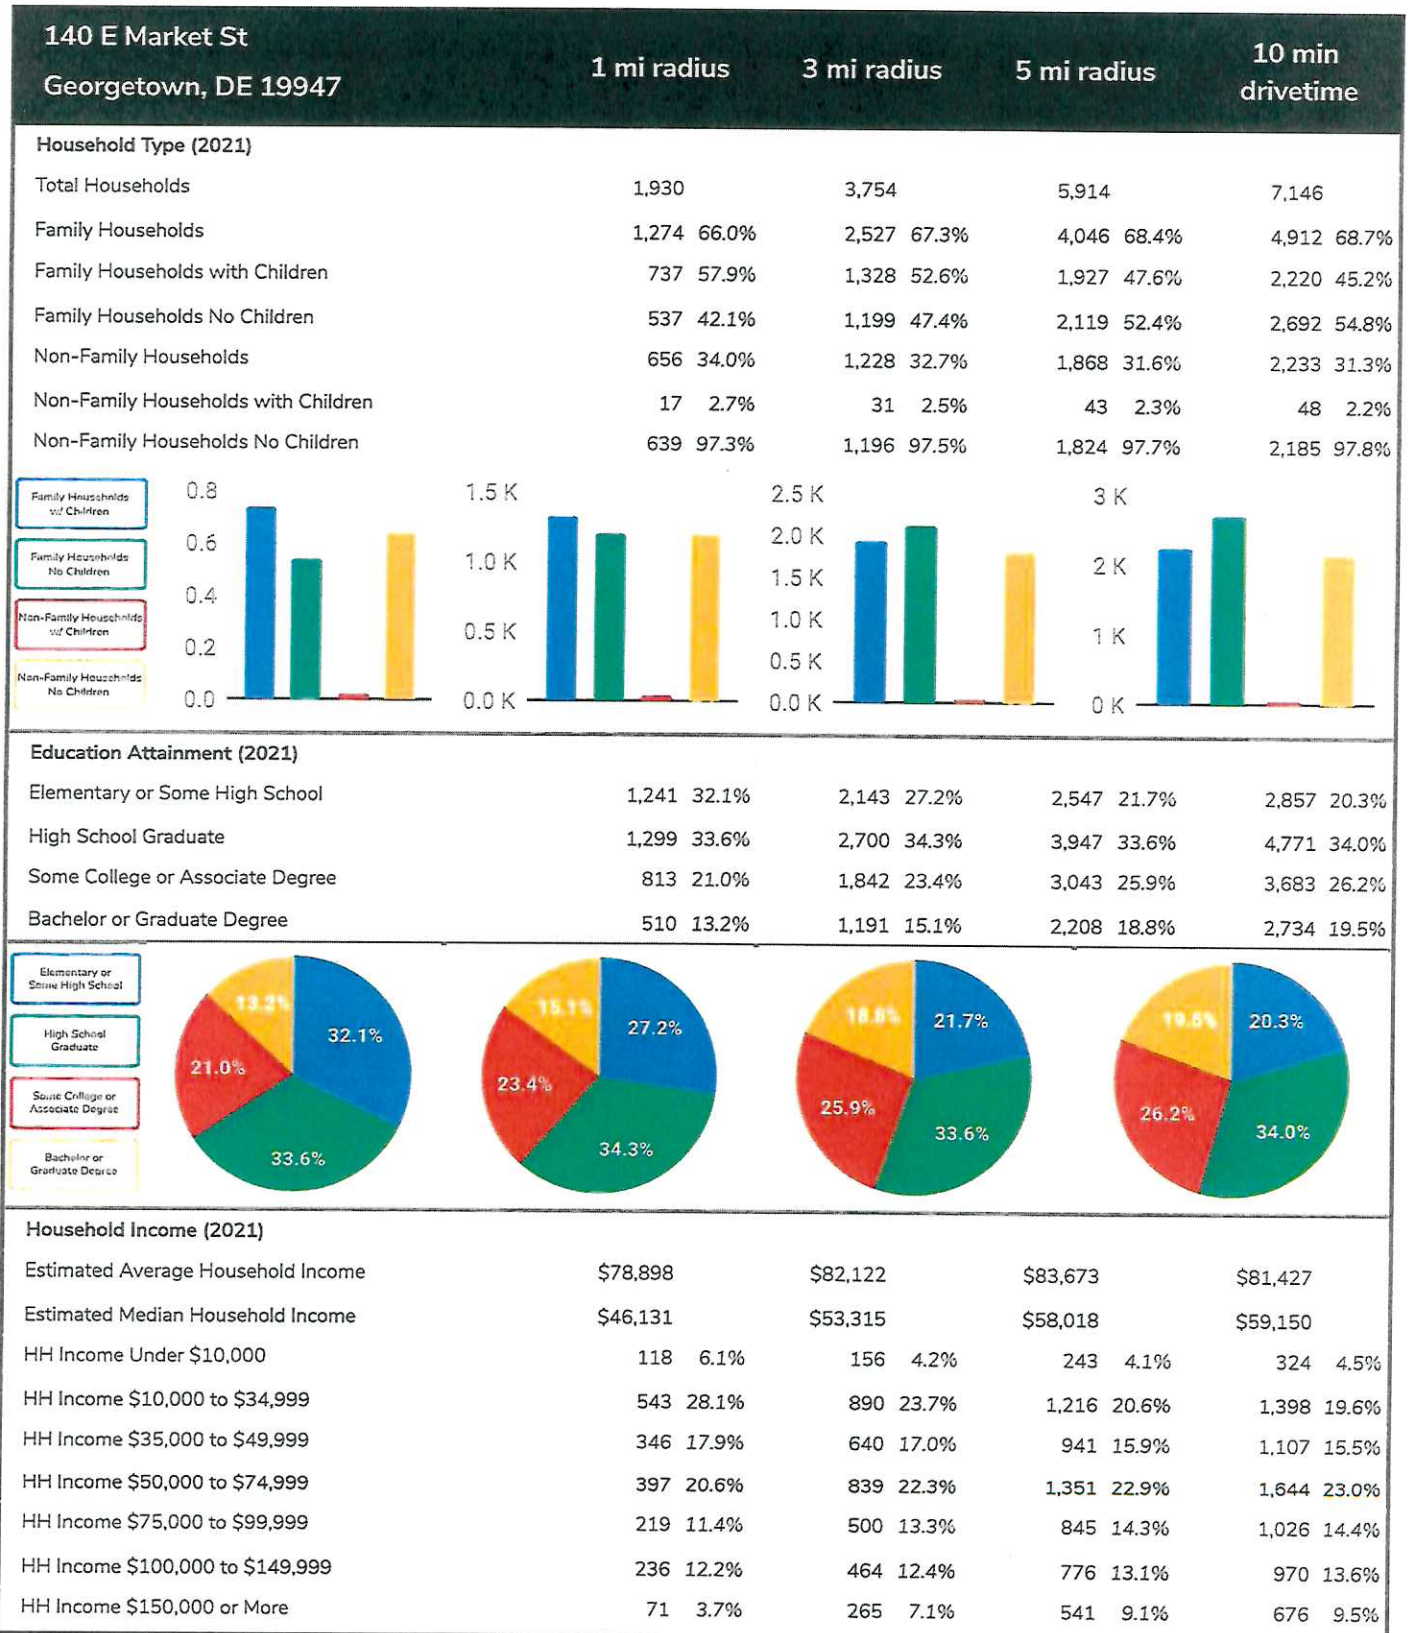 140 E Market St
Georgetown, DE 19947
1 mi radius 3 mi radius 5 mi radius 10 min drivetime
Household Type (2021)
Total Households 1,930 3,754 5,914 7,146
Family Households 1,274 66.0% 2,527 67.3% 4,046 68.4% 4,912 68.7%
Family Households with Children 737 57.9% 1,328 52.6% 1,927 47.6% 2,220 45.2%
Family Households No Children 537 42.1% 1,199 47.4% 2,119 52.4% 2,692 54.8%
Non-Family Households 656 34.0% 1,228 32.7% 1,868 31.6% 2,233 31.3%
Non-Family Households with Children 17 2.7% 31 2.5% 43 2.3% 48 2.2%
Non-Family Households No Children 639 97.3% 1,196 97.5% 1,824 97.7% 2,185 97.8%
Family Households
w/ Children
Family Households
No Children
Non-Family Households
w/ Children
Non-Family Households
No Children
0.8
0.6
0.4
0.2
0.0
1.5 K
1.0 K
0.5 K
0.0 K
2.5 K
2.0 K
1.5 K
1.0 K
0.5 K
0.0 K
3 K
2 K
1 K
0 K
Education Attainment (2021)
Elementary or Some High School 1,241 32.1% 2,143 27.2% 2,547 21.7% 2,857 20.3%
High School Graduate 1,299 33.6% 2,700 34.3% 3,947 33.6% 4,771 34.0%
Some College or Associate Degree 813 21.0% 1,842 23.4% 3,043 25.9% 3,683 26.2%
Bachelor or Graduate Degree 510 13.2% 1,191 15.1% 2,208 18.8% 2,734 19.5%
Elementary or
Some High School
High School
Graduate
Some College or
Associate Degree
Bachelor or
Graduate Degree
13.2%
32.1%
21.0%
33.6%
15.1%
27.2%
23.4%
34.3%
18.8%
21.7%
25.9%
33.6%
19.5%
20.3%
26.2%
34.0%
Household Income (2021)
Estimated Average Household Income $78,898 $82,122 $83,673 $81,427
Estimated Median Household Income $46,131 $53,315 $58,018 $59,150
HH Income Under $10,000 118 6.1% 156 4.2% 243 4.1% 324 4.5%
HH Income $10,000 to $34,999 543 28.1% 890 23.7% 1,216 20.6% 1,398 19.6%
HH Income $35,000 to $49,999 346 17.9% 640 17.0% 941 15.9% 1,107 15.5%
HH Income $50,000 to $74,999 397 20.6% 839 22.3% 1,351 22.9% 1,644 23.0%
HH Income $75,000 to $99,999 219 11.4% 500 13.3% 845 14.3% 1,026 14.4%
HH Income $100,000 to $149,999 236 12.2% 464 12.4% 776 13.1% 970 13.6%
HH Income $150,000 or More 71 3.7% 265 7.1% 541 9.1% 676 9.5%